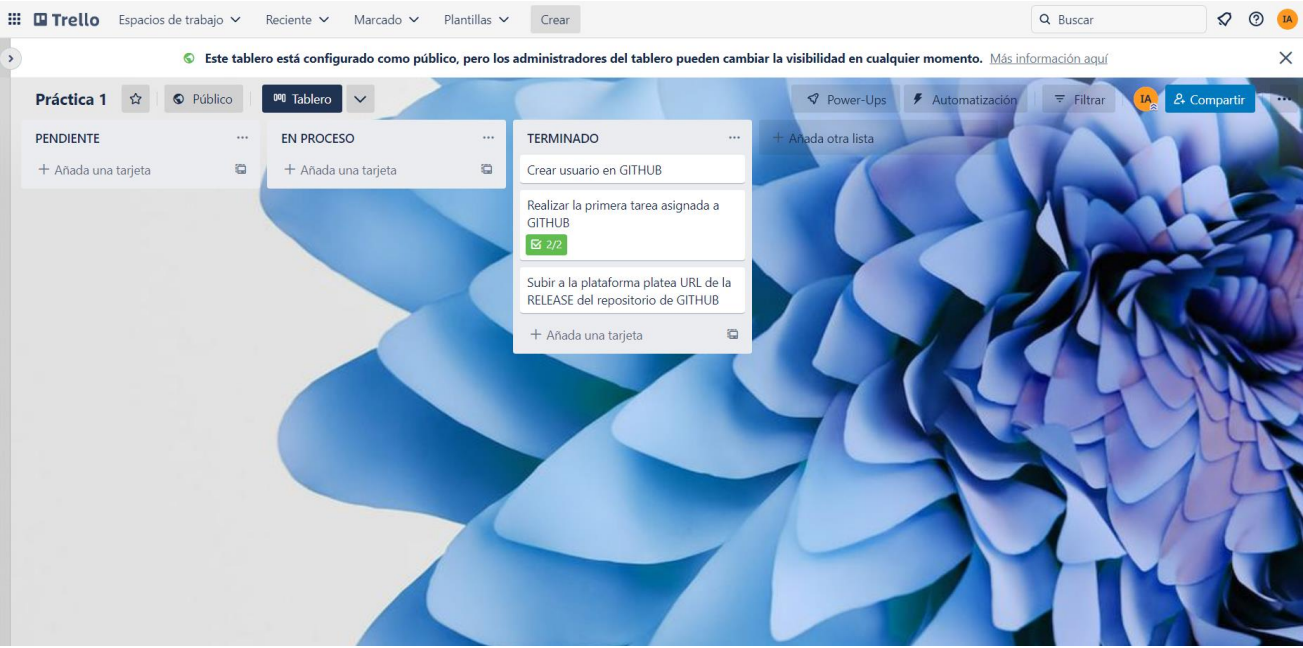 Trello Espacios de trabajo Reciente Marcado Plantillas Crear Buscar IA
Este tablero está configurado como público, pero los administradores del tablero pueden cambiar la visibilidad en cualquier momento. Más información aquí
Práctica 1 Público Tablero Power-Ups Automatización Filtrar IA Compartir
PENDIENTE
Añada una tarjeta
EN PROCESO
Añada una tarjeta
TERMINADO
Crear usuario en GITHUB
Realizar la primera tarea asignada a
GITHUB
2/2
Subir a la plataforma platea URL de la
RELEASE del repositorio de GITHUB
Añada una tarjeta
Añada otra lista